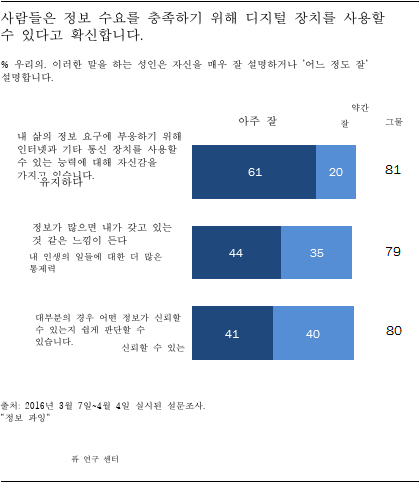 사람들은 정보 수요를 충족하기 위해 디지털 장치를 사용할
수 있다고 확신합니다.
% 우리의. 이러한 말을 하는 성인은 자신을 매우 잘 설명하거나 '어느 정도 잘'
설명합니다.
아주 잘
약간
잘
그물
내 삶의 정보 요구에 부응하기 위해
인터넷과 기타 통신 장치를 사용할
수 있는 능력에 대해 자신감을
가지고 있습니다.
유지하다
61
20
81
정보가 많으면 내가 갖고 있는
것 같은 느낌이 든다
내 인생의 일들에 대한 더 많은
통제력
44
35
79
대부분의 경우 어떤 정보가 신뢰할
수 있는지 쉽게 판단할 수
있습니다.
신뢰할 수 있는
41
40
80
출처: 2016년 3월 7일~4월 4일 실시된 설문조사.
"정보 과잉"
퓨 연구 센터